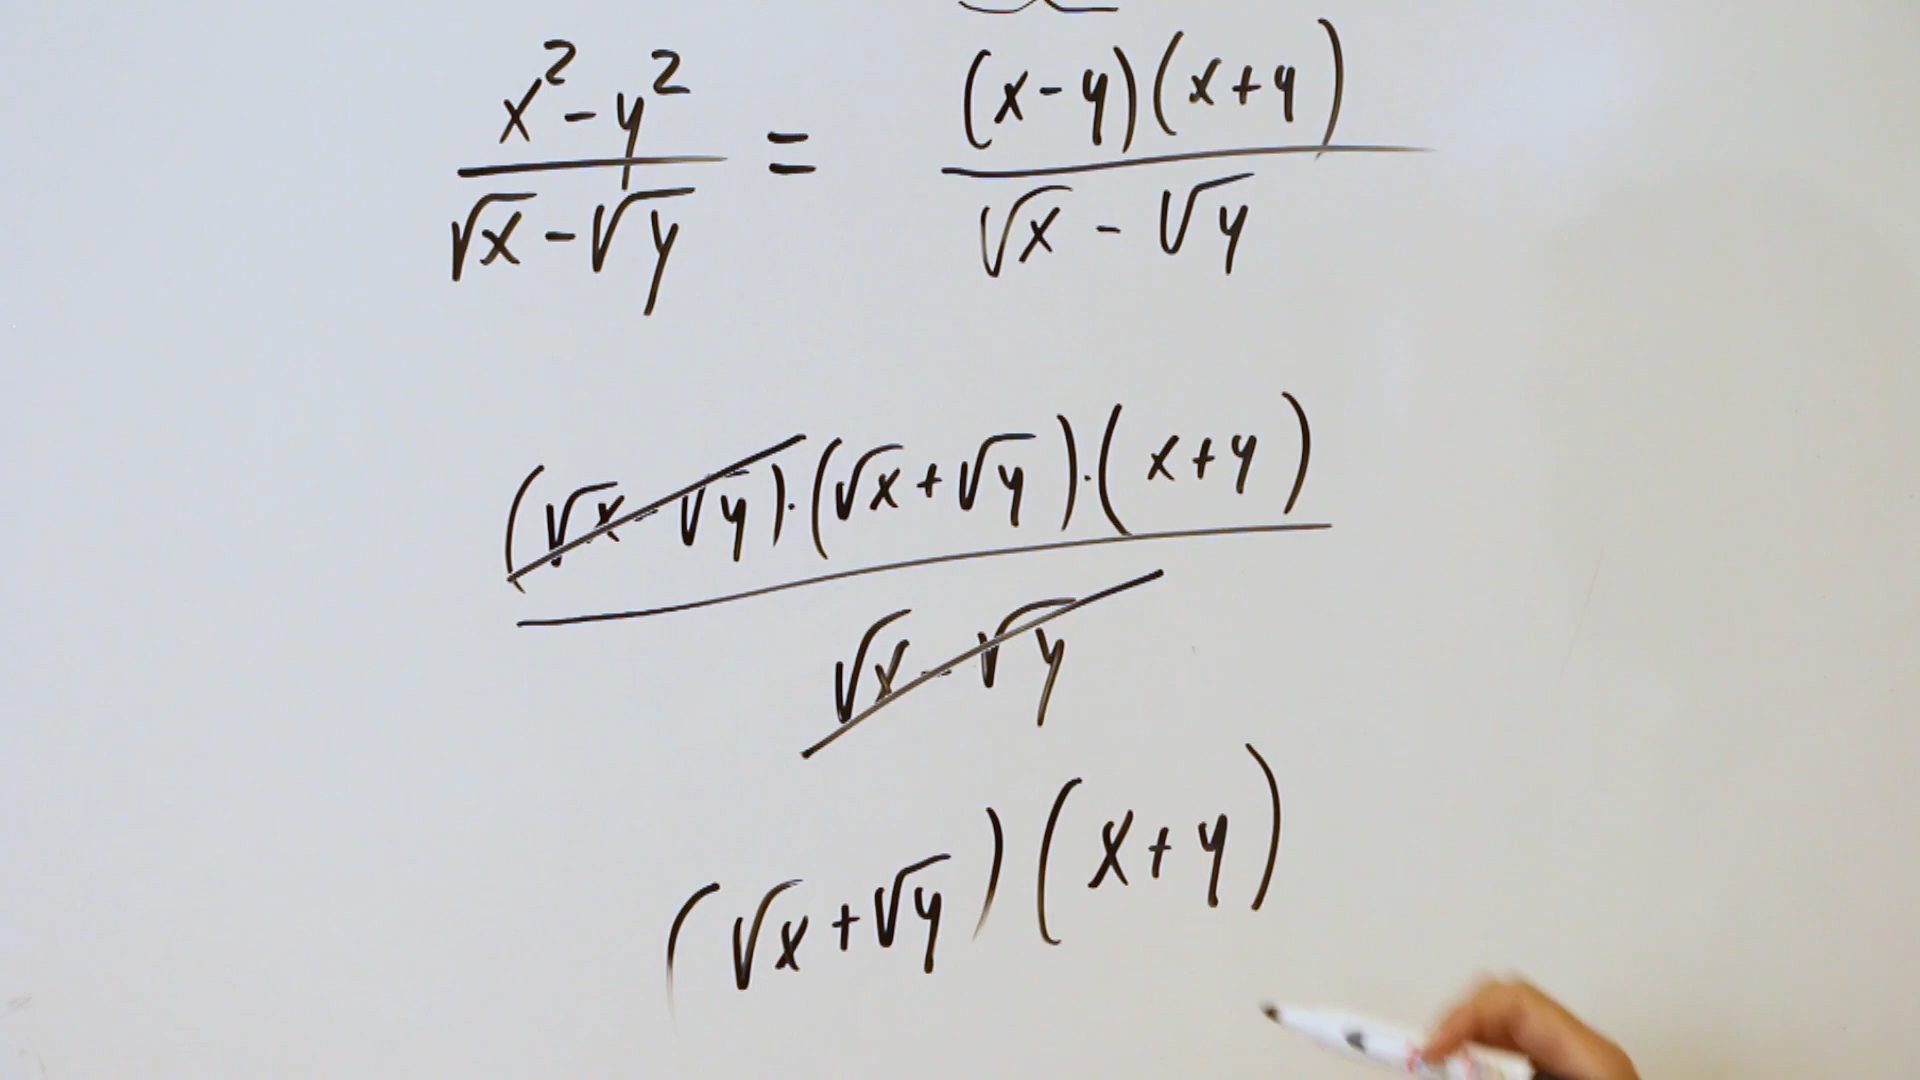 x² - y² / √x - √y = (x - y)(x + y) / √x - √y
(√x - √y)·(√x + √y)·(x + y) / √x - √y
(√x + √y)(x + y)